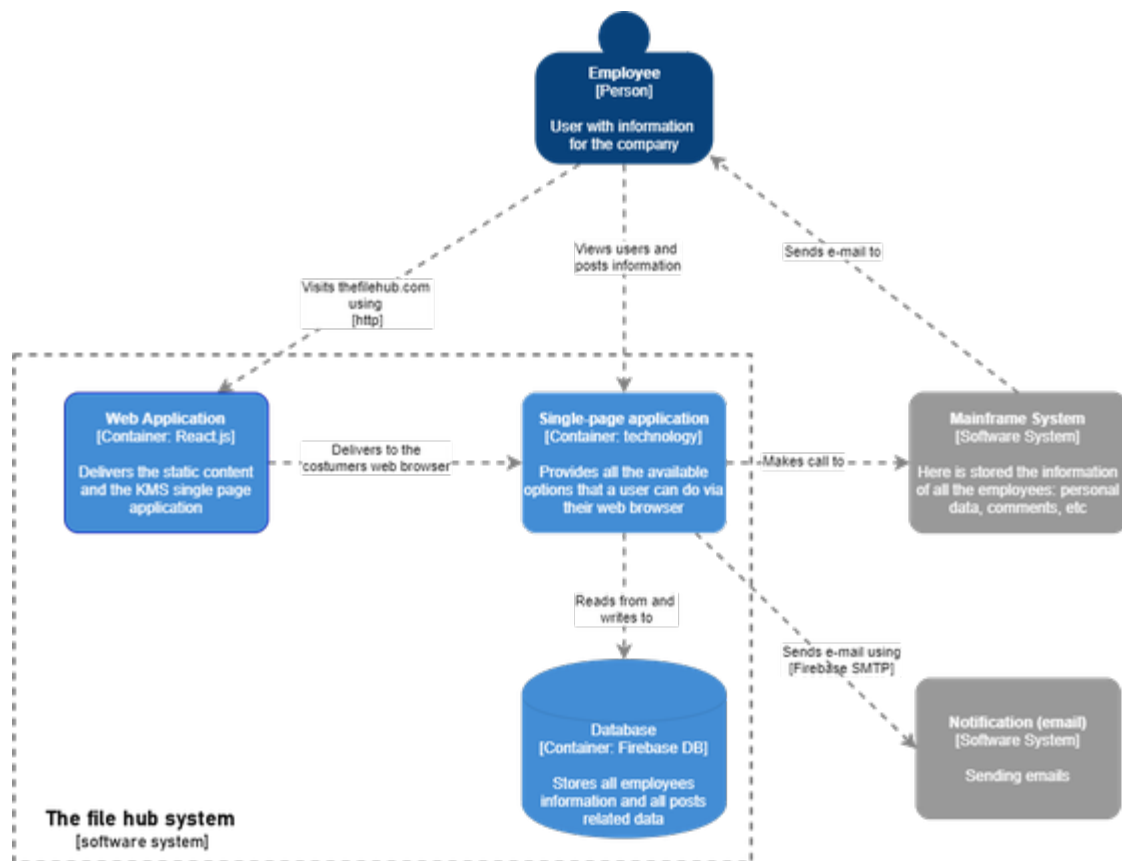 Employee
[Person]
User with information
for the company
Views users and
posts information
Sends e-mail to
Visits thefilehub.com
using
[http]
Web Application
[Container: React.js]
Delivers the static content
and the KMS single page
application
Delivers to the
costumers web browser
Single-page application
[Container: technology]
Provides all the available
options that a user can do via
their web browser
Makes call to
Mainframe System
[Software System]
Here is stored the information
of all the employees: personal
data, comments, etc
Reads from and
writes to
Sends e-mail using
[Firebase SMTP]
Database
[Container: Firebase DB]
Stores all employees
information and all posts
related data
Notification (email)
[Software System]
Sending emails
The file hub system
[software system]